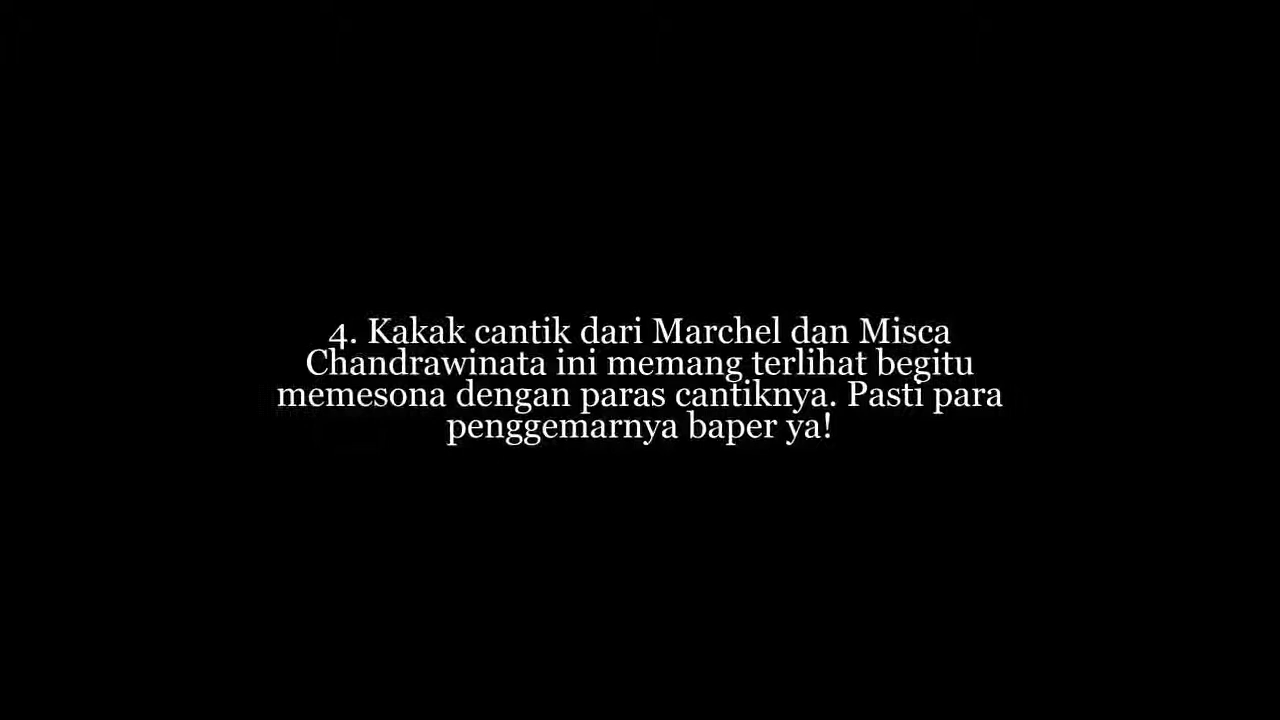 4. Kakak cantik dari Marchel dan Misca
Chandrawinata ini memang terlihat begitu
memesona dengan paras cantiknya. Pasti para
penggemarnya baper ya!